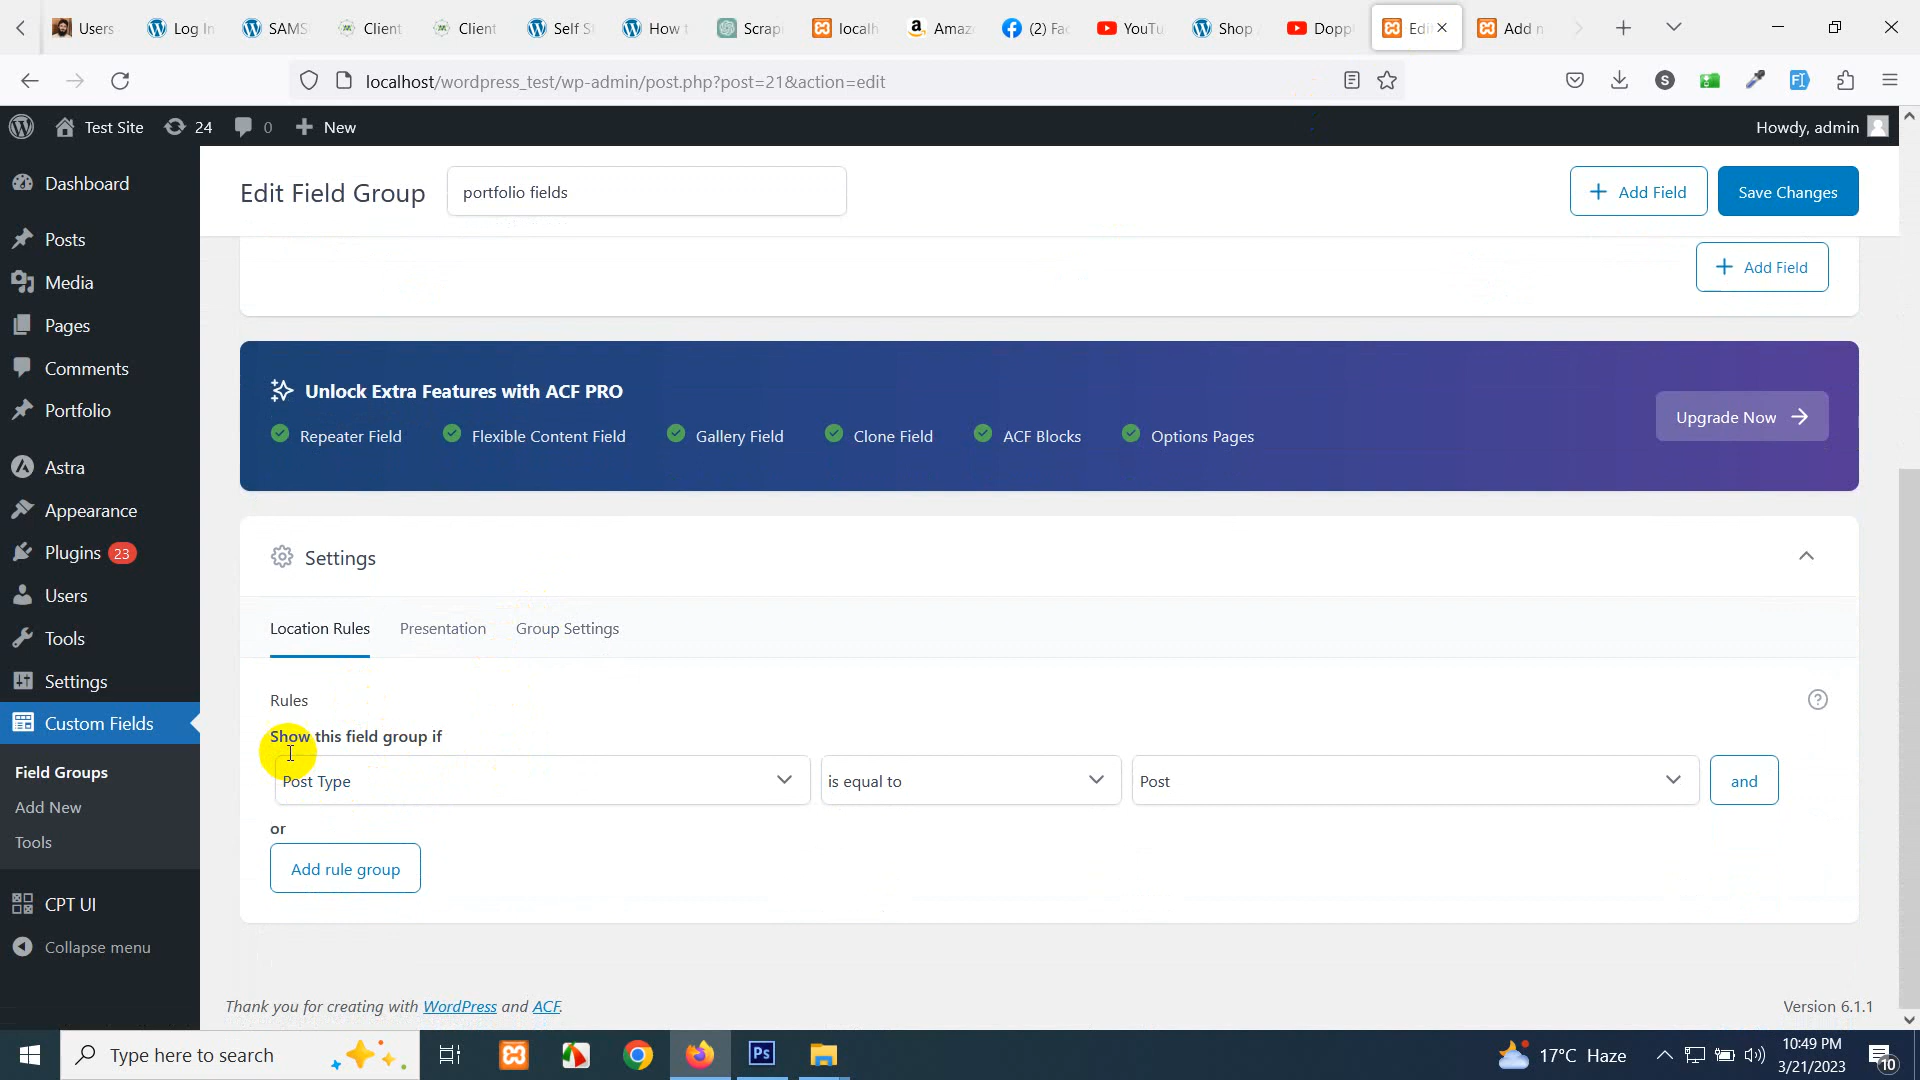 Users
Log In
SAMS
Client
Client
Self S
How t
Scrap
localh
Amaz
(2) Fac
YouTu
Shop
Dopp
Edi
Add n
localhost/wordpress_test/wp-admin/post.php?post=21&action=edit
Test Site
24
0
New
Howdy, admin
Dashboard
Posts
Media
Pages
Comments
Portfolio
Astra
Appearance
Plugins 23
Users
Tools
Settings
Custom Fields
Field Groups
Add New
Tools
CPT UI
Collapse menu
Edit Field Group
portfolio fields
Add Field
Save Changes
Add Field
Unlock Extra Features with ACF PRO
Repeater Field
Flexible Content Field
Gallery Field
Clone Field
ACF Blocks
Options Pages
Upgrade Now
Settings
Location Rules
Presentation
Group Settings
Rules
Show this field group if
Post Type
is equal to
Post
and
or
Add rule group
Thank you for creating with WordPress and ACF.
Version 6.1.1
Type here to search
Ps
17°C Haze
10:49 PM
3/21/2023
10